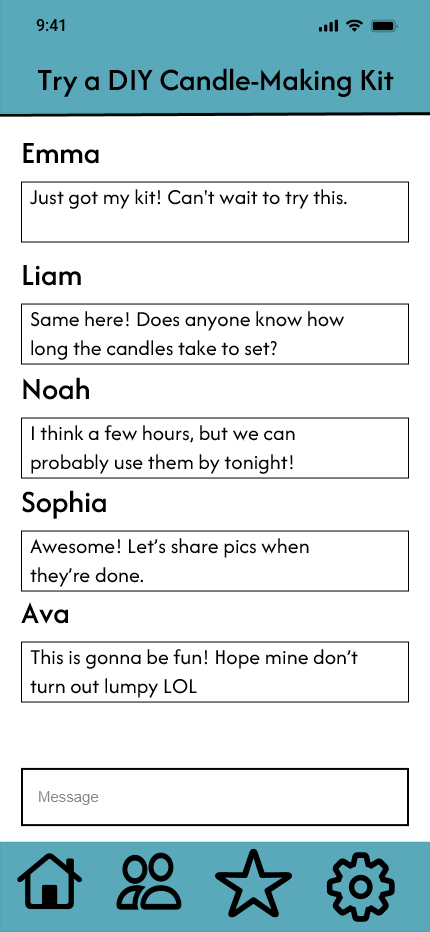 9:41
Try a DIY Candle-Making Kit
Emma
Just got my kit! Can't wait to try this.
Liam
Same here! Does anyone know how
long the candles take to set?
Noah
I think a few hours, but we can
probably use them by tonight!
Sophia
Awesome! Let’s share pics when
they’re done.
Ava
This is gonna be fun! Hope mine don’t
turn out lumpy LOL
Message